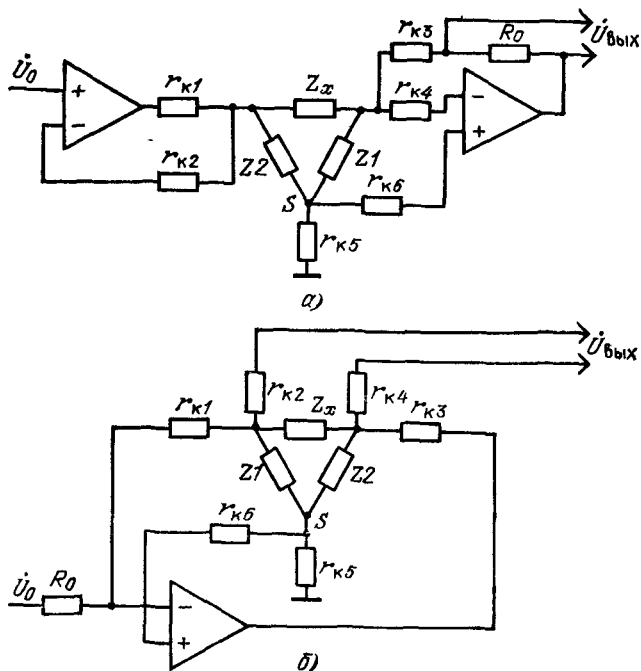 U̇₀
+
−
rк1
rк2
Zx
Z2
Z1
S
rк5
rк3
R₀
U̇вых
rк4
−
+
rк6
а)
U̇вых
rк2
rк4
rк1
Zx
rк3
Z1
Z2
rк6
S
rк5
U̇₀
R₀
−
+
б)